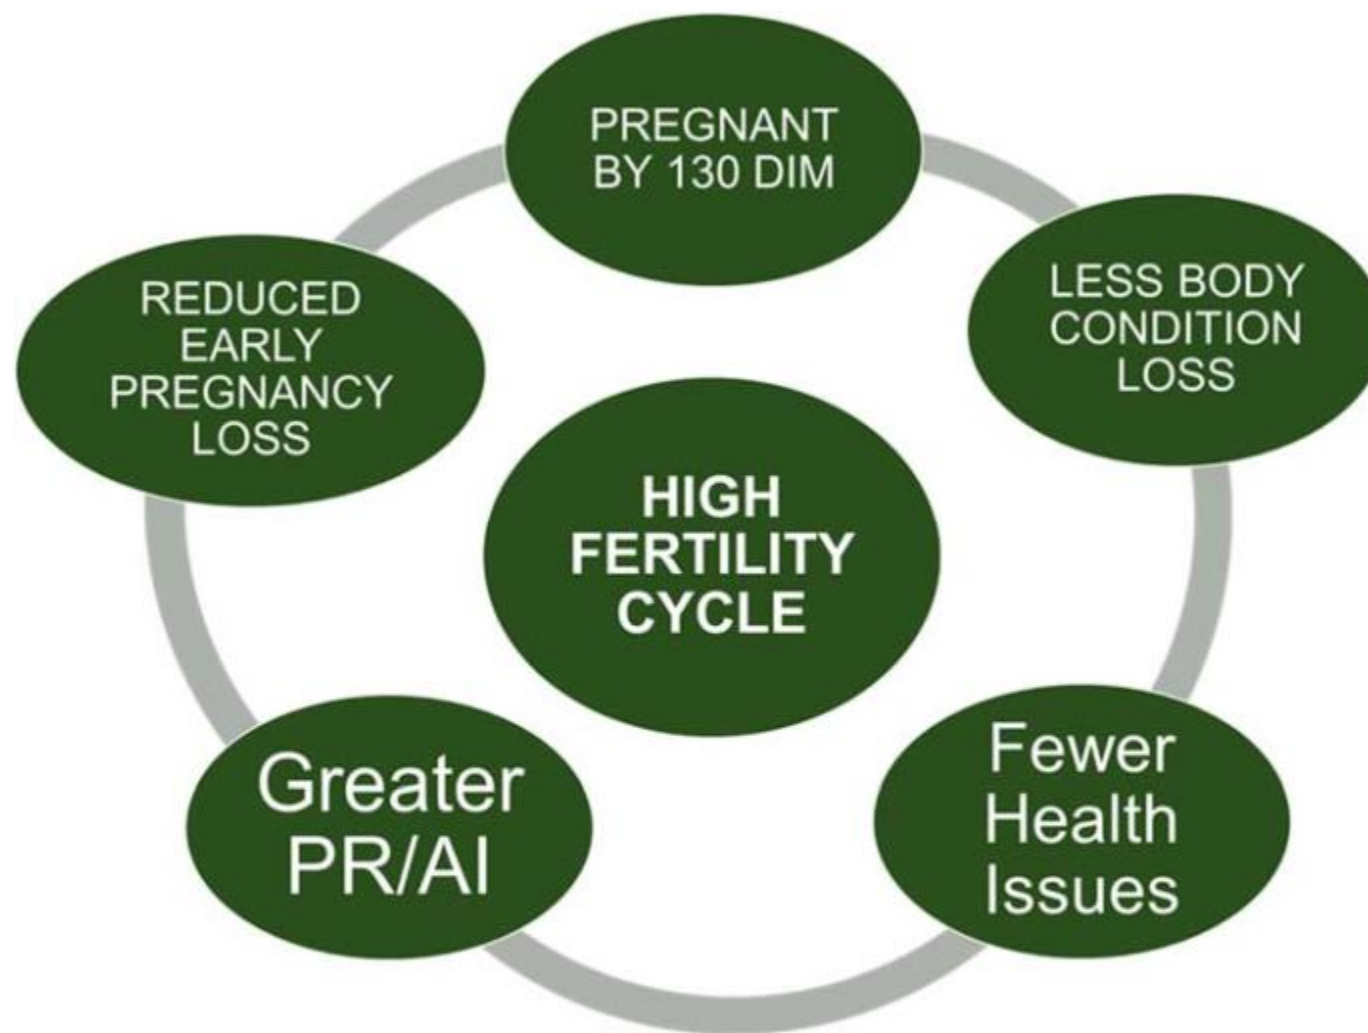 PREGNANT
BY 130 DIM
LESS BODY
CONDITION
LOSS
Fewer
Health
Issues
Greater
PR/AI
REDUCED
EARLY
PREGNANCY
LOSS
HIGH
FERTILITY
CYCLE